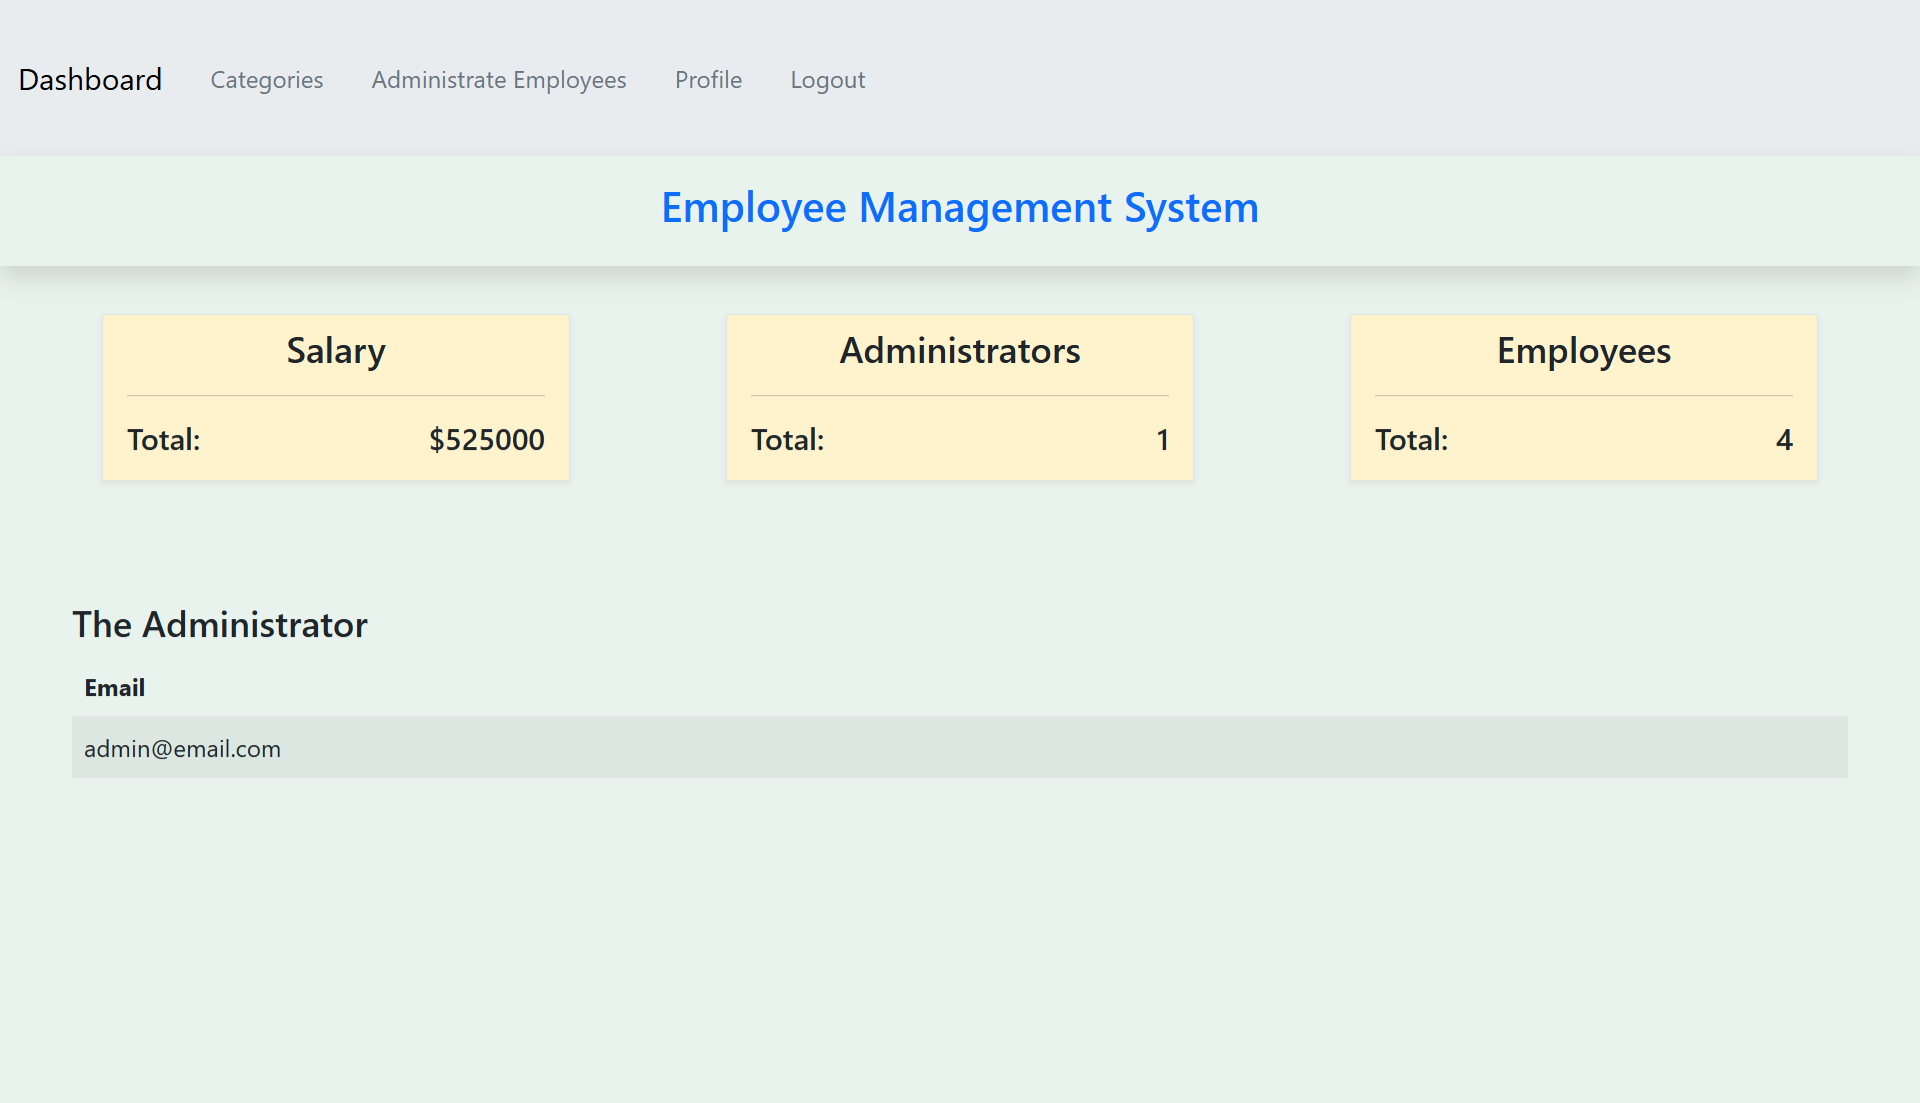 Dashboard Categories Administrate Employees Profile Logout
Employee Management System
Salary
Total: $525000
Administrators
Total: 1
Employees
Total: 4
The Administrator
Email
admin@email.com